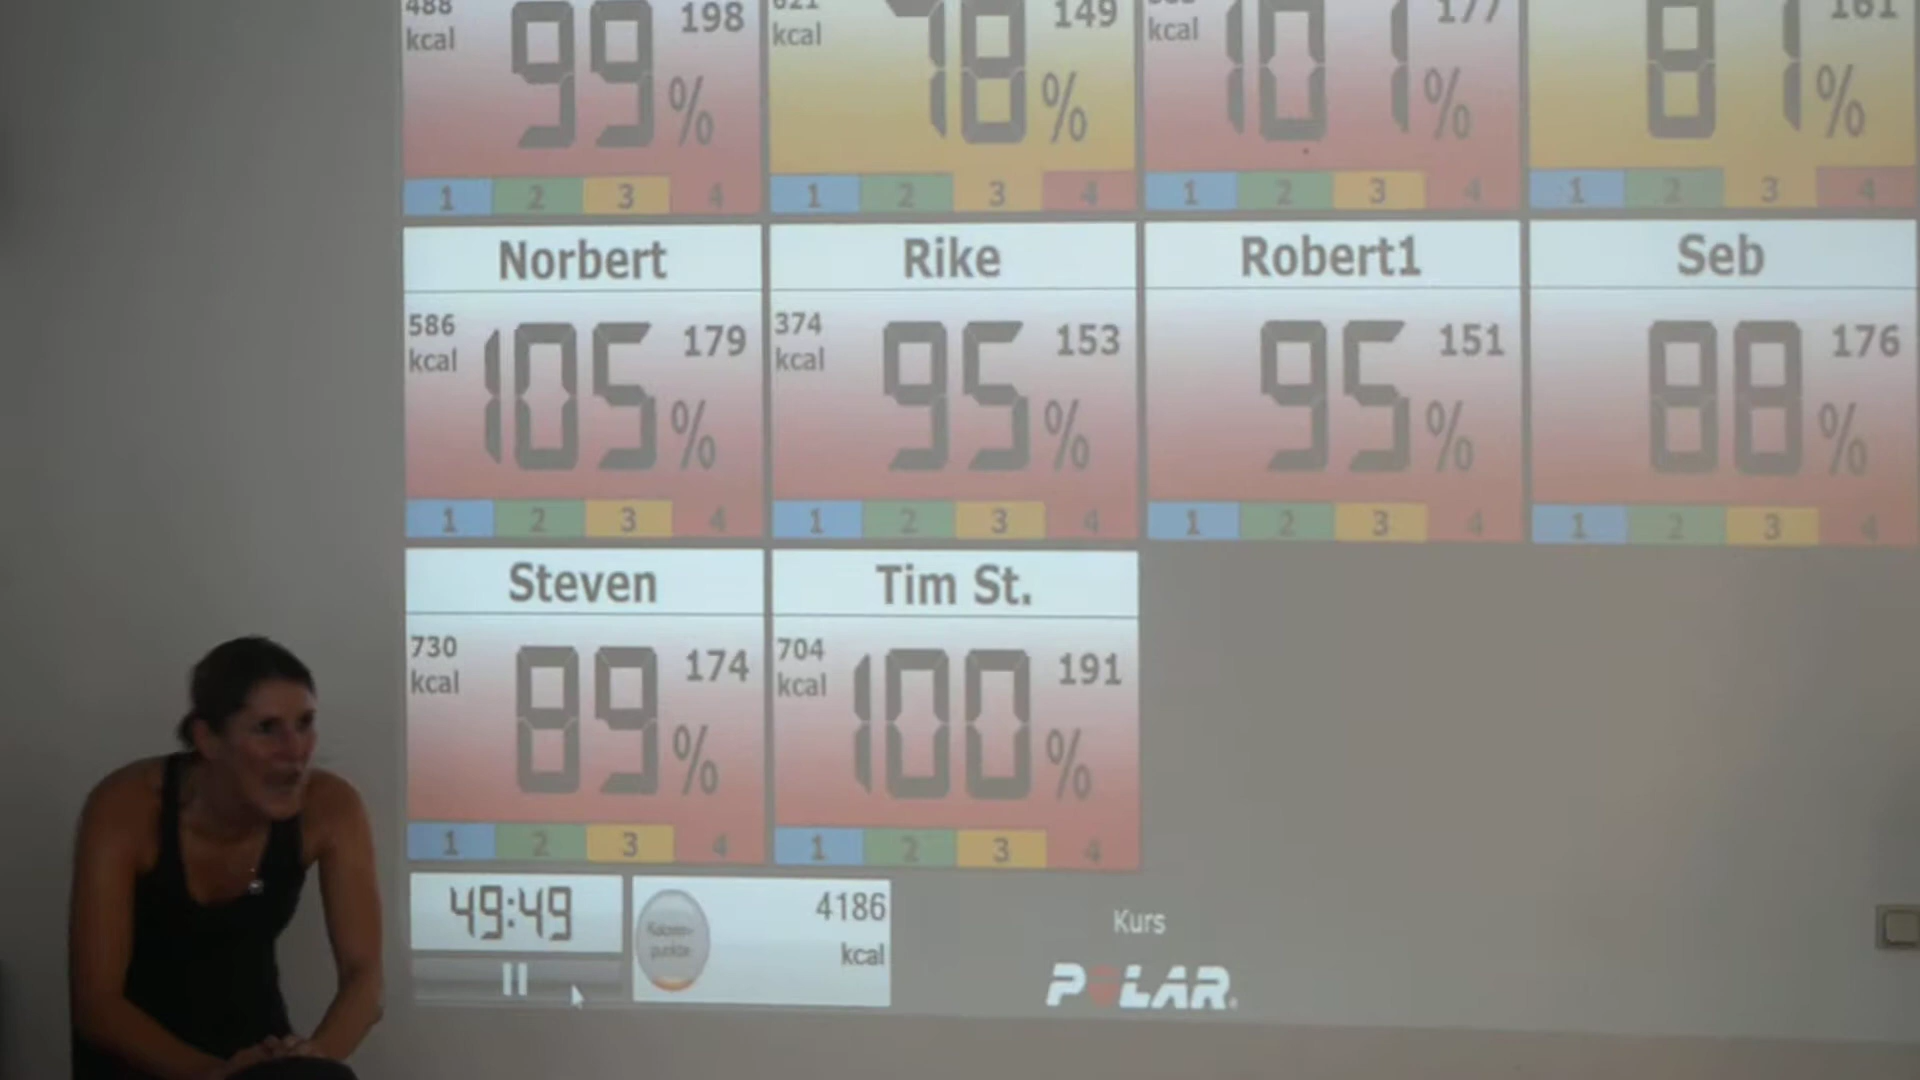 488
kcal
99
198
%
kcal
78
149
%
kcal
101
177
%
81
161
%
1 2 3 4
1 2 3 4
1 2 3 4
1 2 3 4
Norbert
586
kcal
105
179
%
1 2 3 4
Rike
374
kcal
95
153
%
1 2 3 4
Robert1
95
151
%
1 2 3 4
Seb
88
176
%
1 2 3 4
Steven
730
kcal
89
174
%
1 2 3 4
Tim St.
704
kcal
100
191
%
1 2 3 4
49:49
4186
kcal
Kurs
POLAR